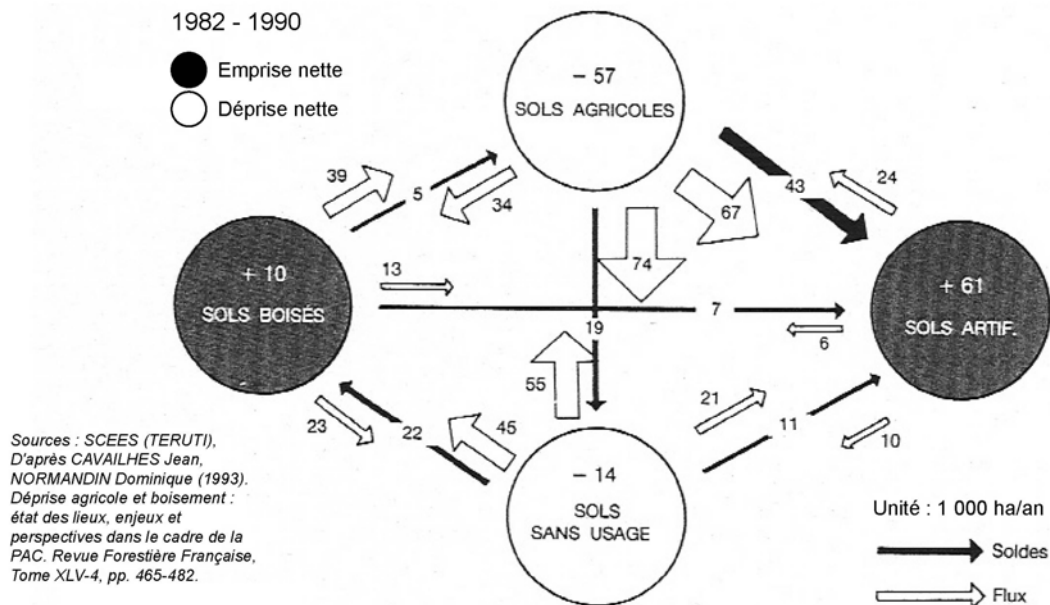 1982 - 1990
Emprise nette
Déprise nette
– 57
SOLS AGRICOLES
39
5
34
67
43
24
74
+ 10
SOLS BOISÉS
13
7
6
+ 61
SOLS ARTIF.
19
55
21
11
10
23
22
45
– 14
SOLS
SANS USAGE
Sources : SCEES (TERUTI),
D'après CAVAILHES Jean,
NORMANDIN Dominique (1993).
Déprise agricole et boisement :
état des lieux, enjeux et
perspectives dans le cadre de la
PAC. Revue Forestière Française,
Tome XLV-4, pp. 465-482.
Unité : 1 000 ha/an
Soldes
Flux